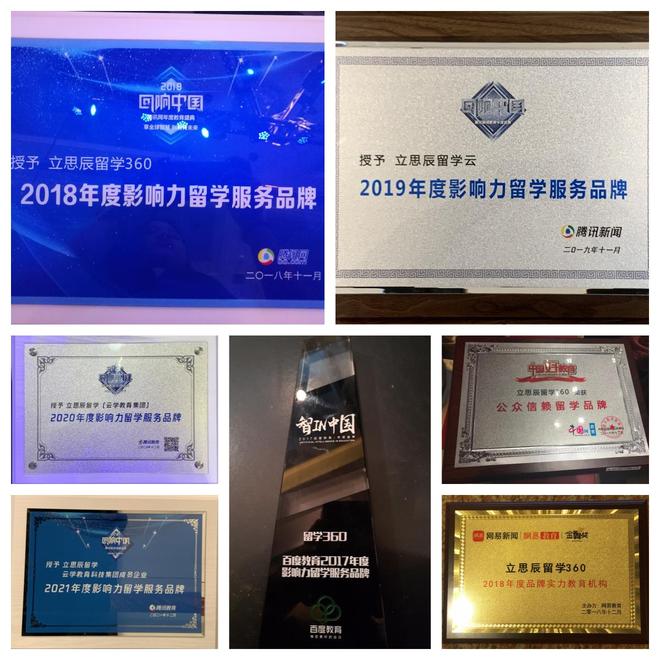 2018
回响中国
腾讯网年度教育盛典
授予 立思辰留学360
2018年度影响力留学服务品牌
腾讯网
二〇一八年十一月
回响中国
授予 立思辰留学云
2019年度影响力留学服务品牌
腾讯新闻
二〇一九年十一月
授予 立思辰留学(云学教育集团)
2020年度影响力留学服务品牌
腾讯教育
智IN中国
留学360
百度教育2017年度
影响力留学服务品牌
百度教育
立思辰留学360 荣获
公众信赖留学品牌
回响中国
授予 立思辰留学
云学教育科技集团成员企业
2021年度影响力留学服务品牌
腾讯教育
网易新闻 网易教育 金翼奖
立思辰留学360
2018年度品牌实力教育机构
主办方:网易教育
二零一八年十二月